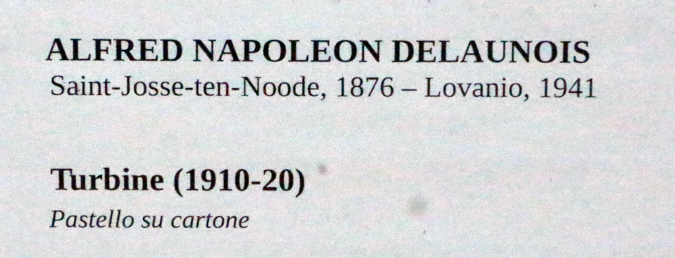 ALFRED NAPOLEON DELAUNOIS
Saint-Josse-ten-Noode, 1876 – Lovanio, 1941
Turbine (1910-20)
Pastello su cartone